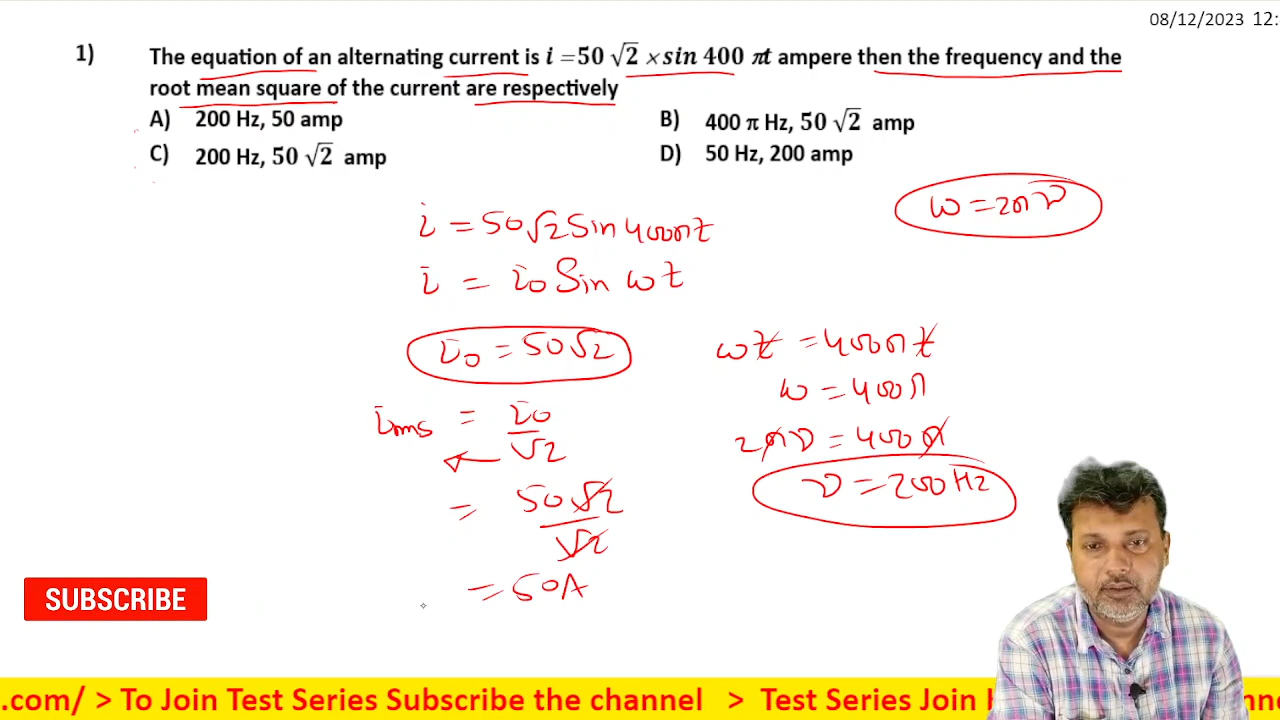 08/12/2023 12:
1) The equation of an alternating current is i =50 √2 ×sin 400 πt ampere then the frequency and the
root mean square of the current are respectively
A) 200 Hz, 50 amp B) 400 π Hz, 50 √2 amp
C) 200 Hz, 50 √2 amp D) 50 Hz, 200 amp
ω = 2πν
i = 50√2 Sin 400πt
i = i₀ Sin ωt
i₀ = 50√2
irms = i₀/√2
= 50√2/√2
= 50A
ωt = 400πt
ω = 400π
2πν = 400π
ν = 200Hz
SUBSCRIBE
.com/ > To Join Test Series Subscribe the channel > Test Series Join